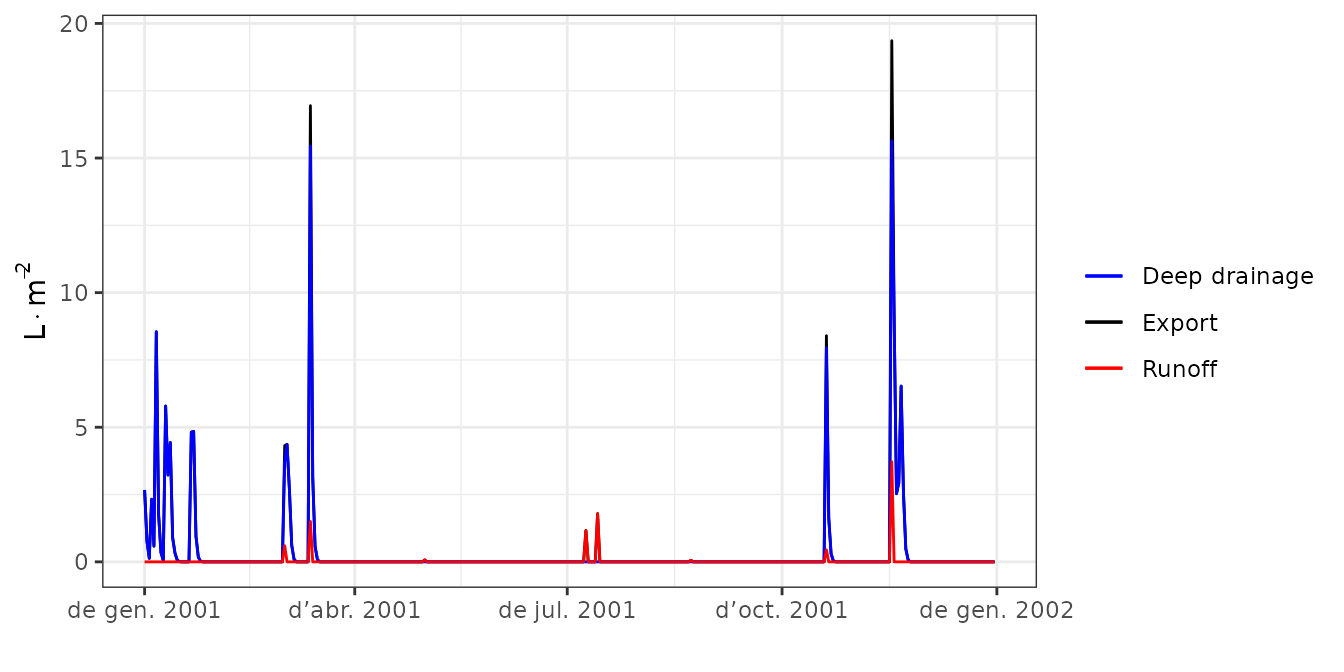 20
15
10
5
0
L · m⁻²
de gen. 2001
d’abr. 2001
de jul. 2001
d’oct. 2001
de gen. 2002
Deep drainage
Export
Runoff